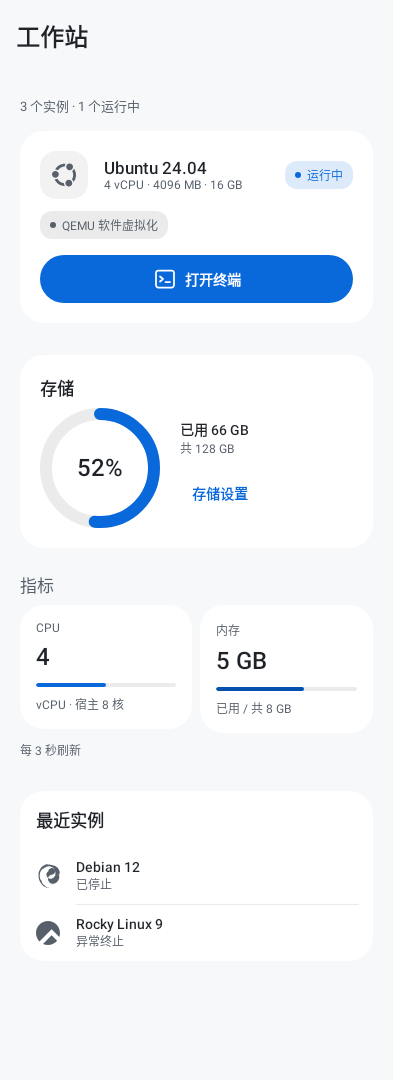 工作站
3 个实例 · 1 个运行中
Ubuntu 24.04
4 vCPU · 4096 MB · 16 GB
运行中
QEMU 软件虚拟化
打开终端
存储
52%
已用 66 GB
共 128 GB
存储设置
指标
CPU
4
vCPU · 宿主 8 核
内存
5 GB
已用 / 共 8 GB
每 3 秒刷新
最近实例
Debian 12
已停止
Rocky Linux 9
异常终止